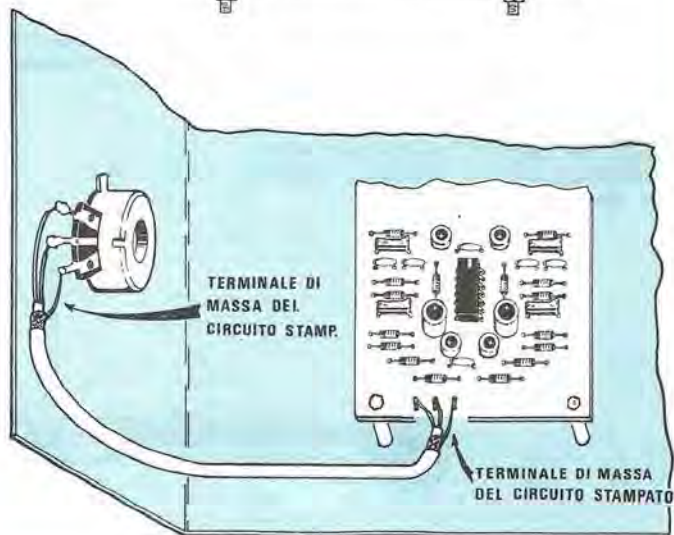 TERMINALE DI
MASSA DEL
CIRCUITO STAMP.
TERMINALE DI MASSA
DEL CIRCUITO STAMPATO